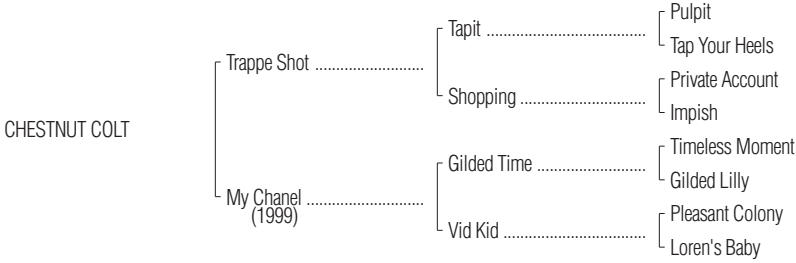 Pulpit
Tapit ..........................................
Tap Your Heels
Trappe Shot ............................
Private Account
Shopping .................................
Impish
CHESTNUT COLT
Timeless Moment
Gilded Time ............................
Gilded Lilly
My Chanel ..............................
(1999)
Pleasant Colony
Vid Kid .....................................
Loren's Baby